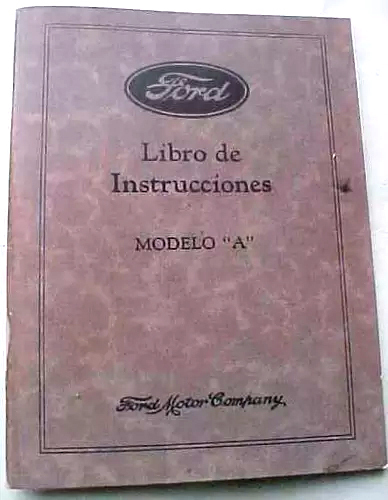 Ford
Libro de
Instrucciones
MODELO "A"
Ford Motor Company